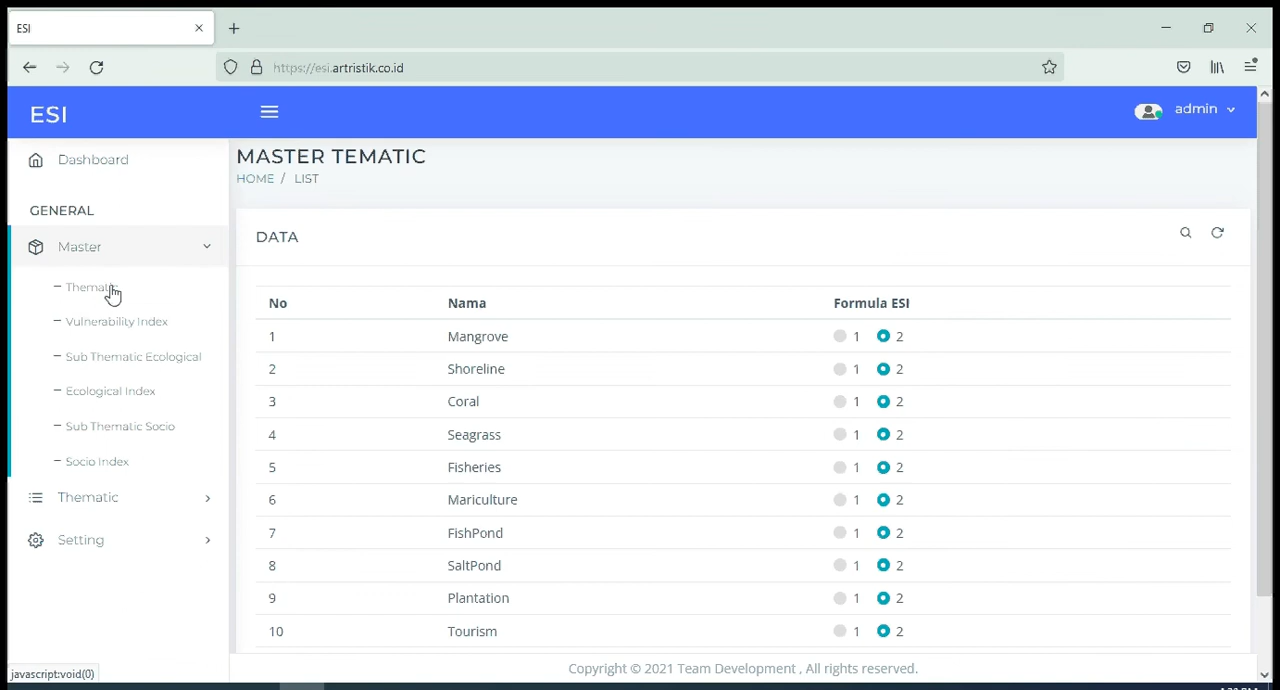 ESI
https://esi.artristik.co.id
ESI
admin
Dashboard
GENERAL
Master
Thematic
Vulnerability Index
Sub Thematic Ecological
Ecological Index
Sub Thematic Socio
Socio Index
Thematic
Setting
javascript:void(0)
MASTER TEMATIC
HOME / LIST
DATA
No Nama Formula ESI
1 Mangrove 1 2
2 Shoreline 1 2
3 Coral 1 2
4 Seagrass 1 2
5 Fisheries 1 2
6 Mariculture 1 2
7 FishPond 1 2
8 SaltPond 1 2
9 Plantation 1 2
10 Tourism 1 2
Copyright © 2021 Team Development , All rights reserved.